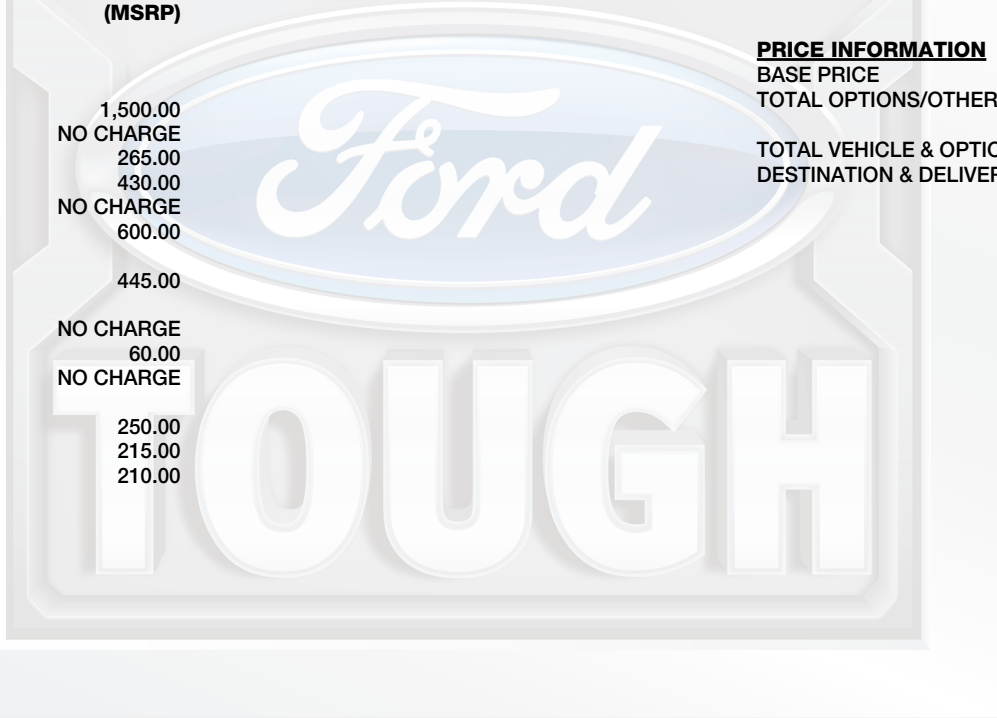 (MSRP)
1,500.00
NO CHARGE
265.00
430.00
NO CHARGE
600.00
445.00
NO CHARGE
60.00
NO CHARGE
250.00
215.00
210.00
PRICE INFORMATION
BASE PRICE
TOTAL OPTIONS/OTHER
TOTAL VEHICLE & OPTIO
DESTINATION & DELIVER
Ford
TOUGH